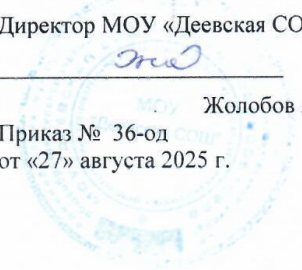 Директор МОУ «Деевская СО
Жолобов
Приказ № 36-од
от «27» августа 2025 г.